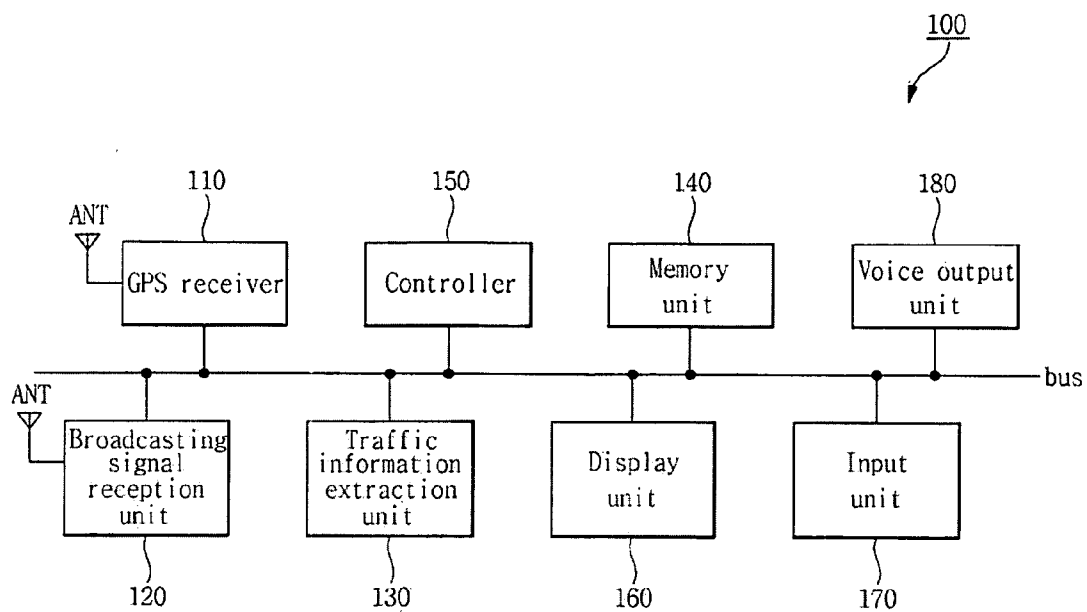 100
110
150
140
180
ANT
GPS receiver
Controller
Memory
unit
Voice output
unit
bus
ANT
Broadcasting
signal
reception
unit
Traffic
information
extraction
unit
Display
unit
Input
unit
120
130
160
170